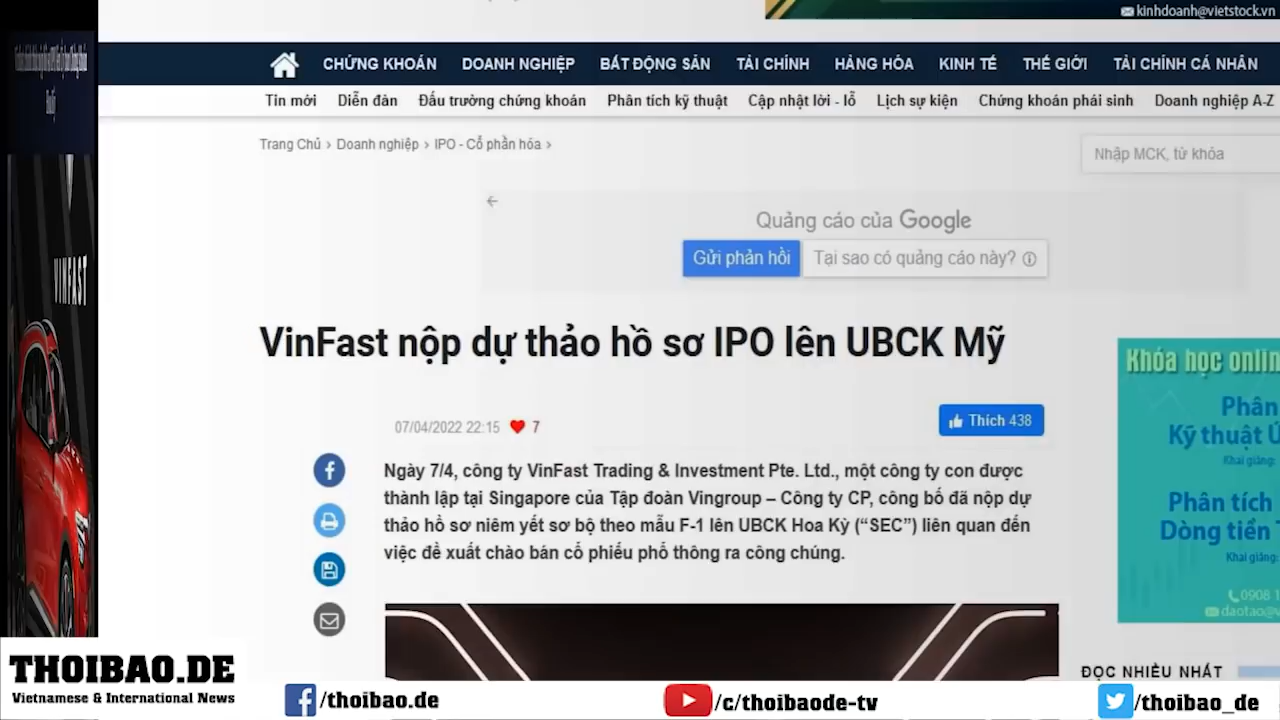 kinhdoanh@vietstock.vn
CHỨNG KHOÁN DOANH NGHIỆP BẤT ĐỘNG SẢN TÀI CHÍNH HÀNG HÓA KINH TẾ THẾ GIỚI TÀI CHÍNH CÁ NHÂN
Tin mới Diễn đàn Đấu trường chứng khoán Phân tích kỹ thuật Cập nhật lời - lỗ Lịch sự kiện Chứng khoán phái sinh Doanh nghiệp A-Z
Trang Chủ › Doanh nghiệp › IPO - Cổ phần hóa ›
Nhập MCK, từ khóa
Quảng cáo của Google
Gửi phản hồi Tại sao có quảng cáo này?
VINFAST
VinFast nộp dự thảo hồ sơ IPO lên UBCK Mỹ
07/04/2022 22:15 7
Thích 438
Ngày 7/4, công ty VinFast Trading & Investment Pte. Ltd., một công ty con được
thành lập tại Singapore của Tập đoàn Vingroup – Công ty CP, công bố đã nộp dự
thảo hồ sơ niêm yết sơ bộ theo mẫu F-1 lên UBCK Hoa Kỳ (“SEC”) liên quan đến
việc đề xuất chào bán cổ phiếu phổ thông ra công chúng.
Khóa học onlin
Phân
Kỹ thuật Ứ
Khai giảng:
Phân tích
Dòng tiền T
Khai giảng:
0908 1
daotao@v
ĐỌC NHIỀU NHẤT
THOIBAO.DE
Vietnamese & International News
/thoibao.de
/c/thoibaode-tv
/thoibao_de